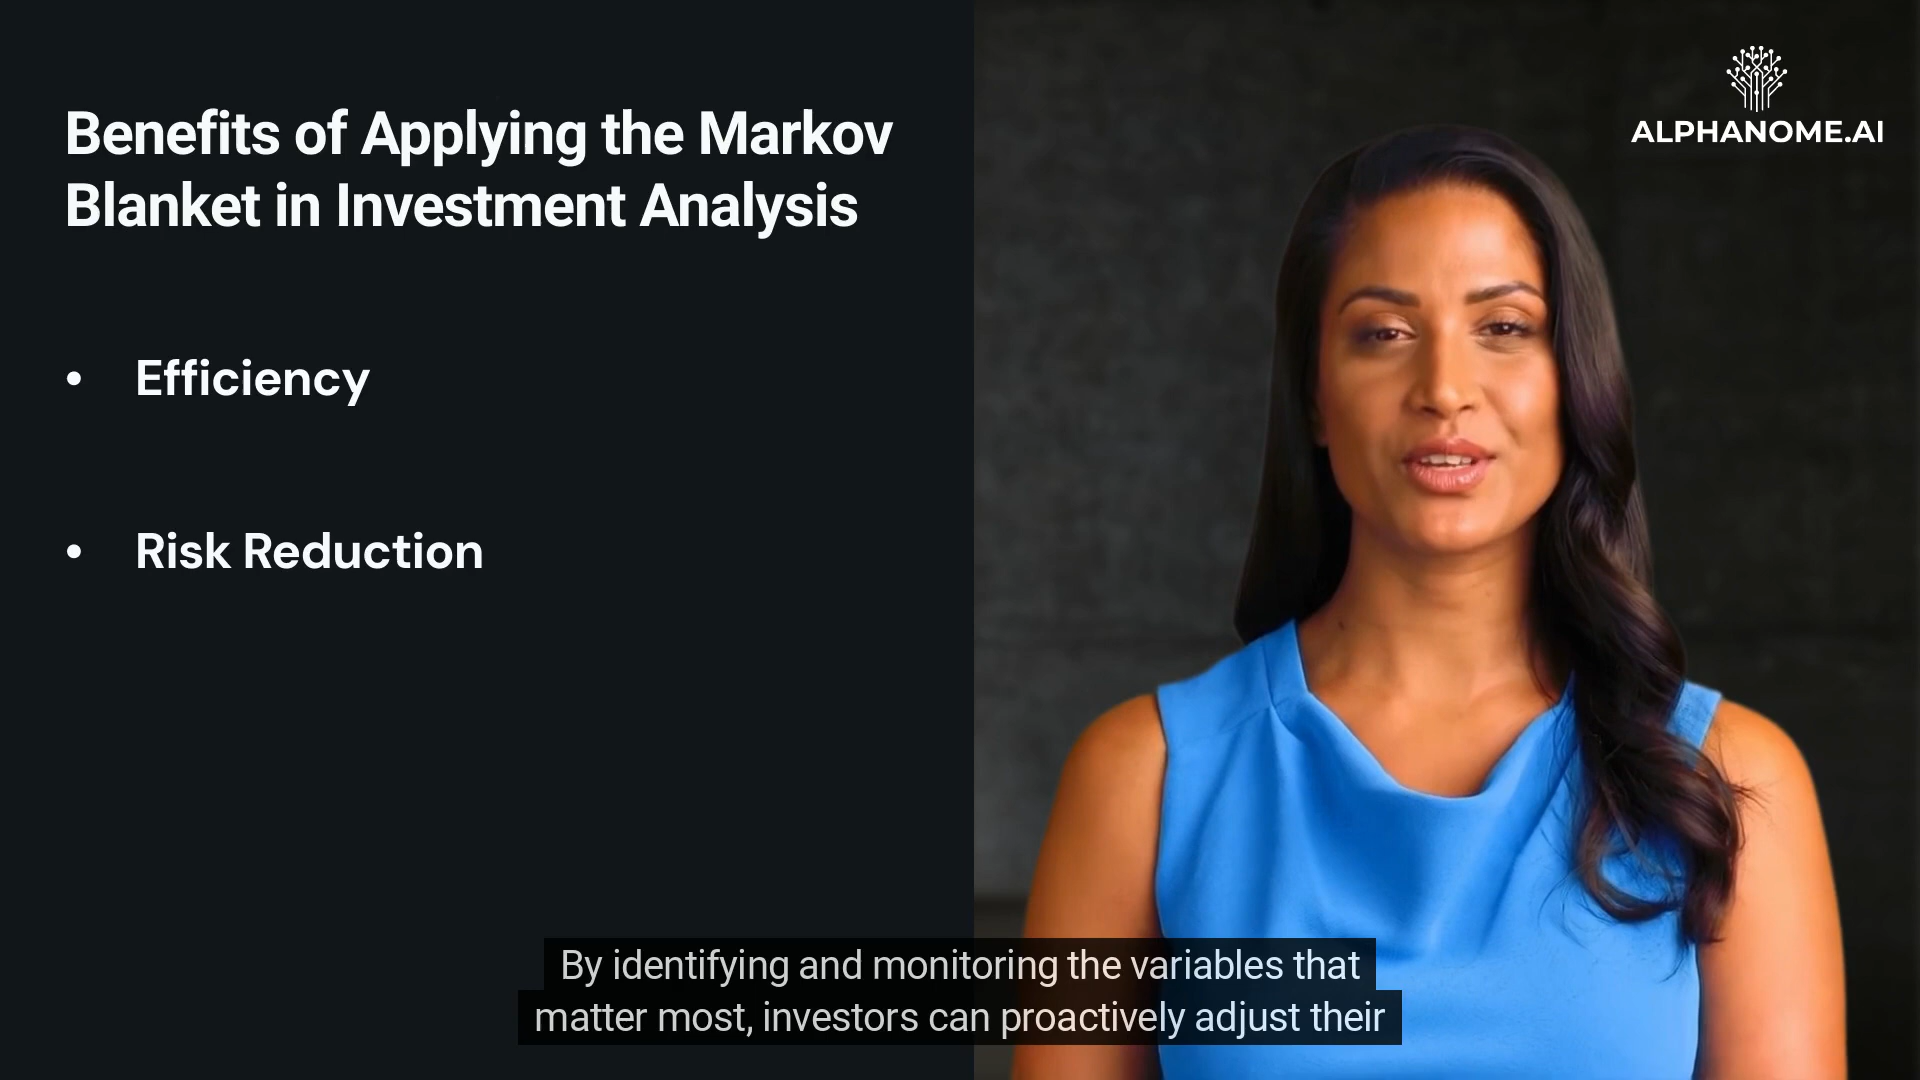 ALPHANOME.AI
Benefits of Applying the Markov
Blanket in Investment Analysis
• Efficiency
• Risk Reduction
By identifying and monitoring the variables that
matter most, investors can proactively adjust their